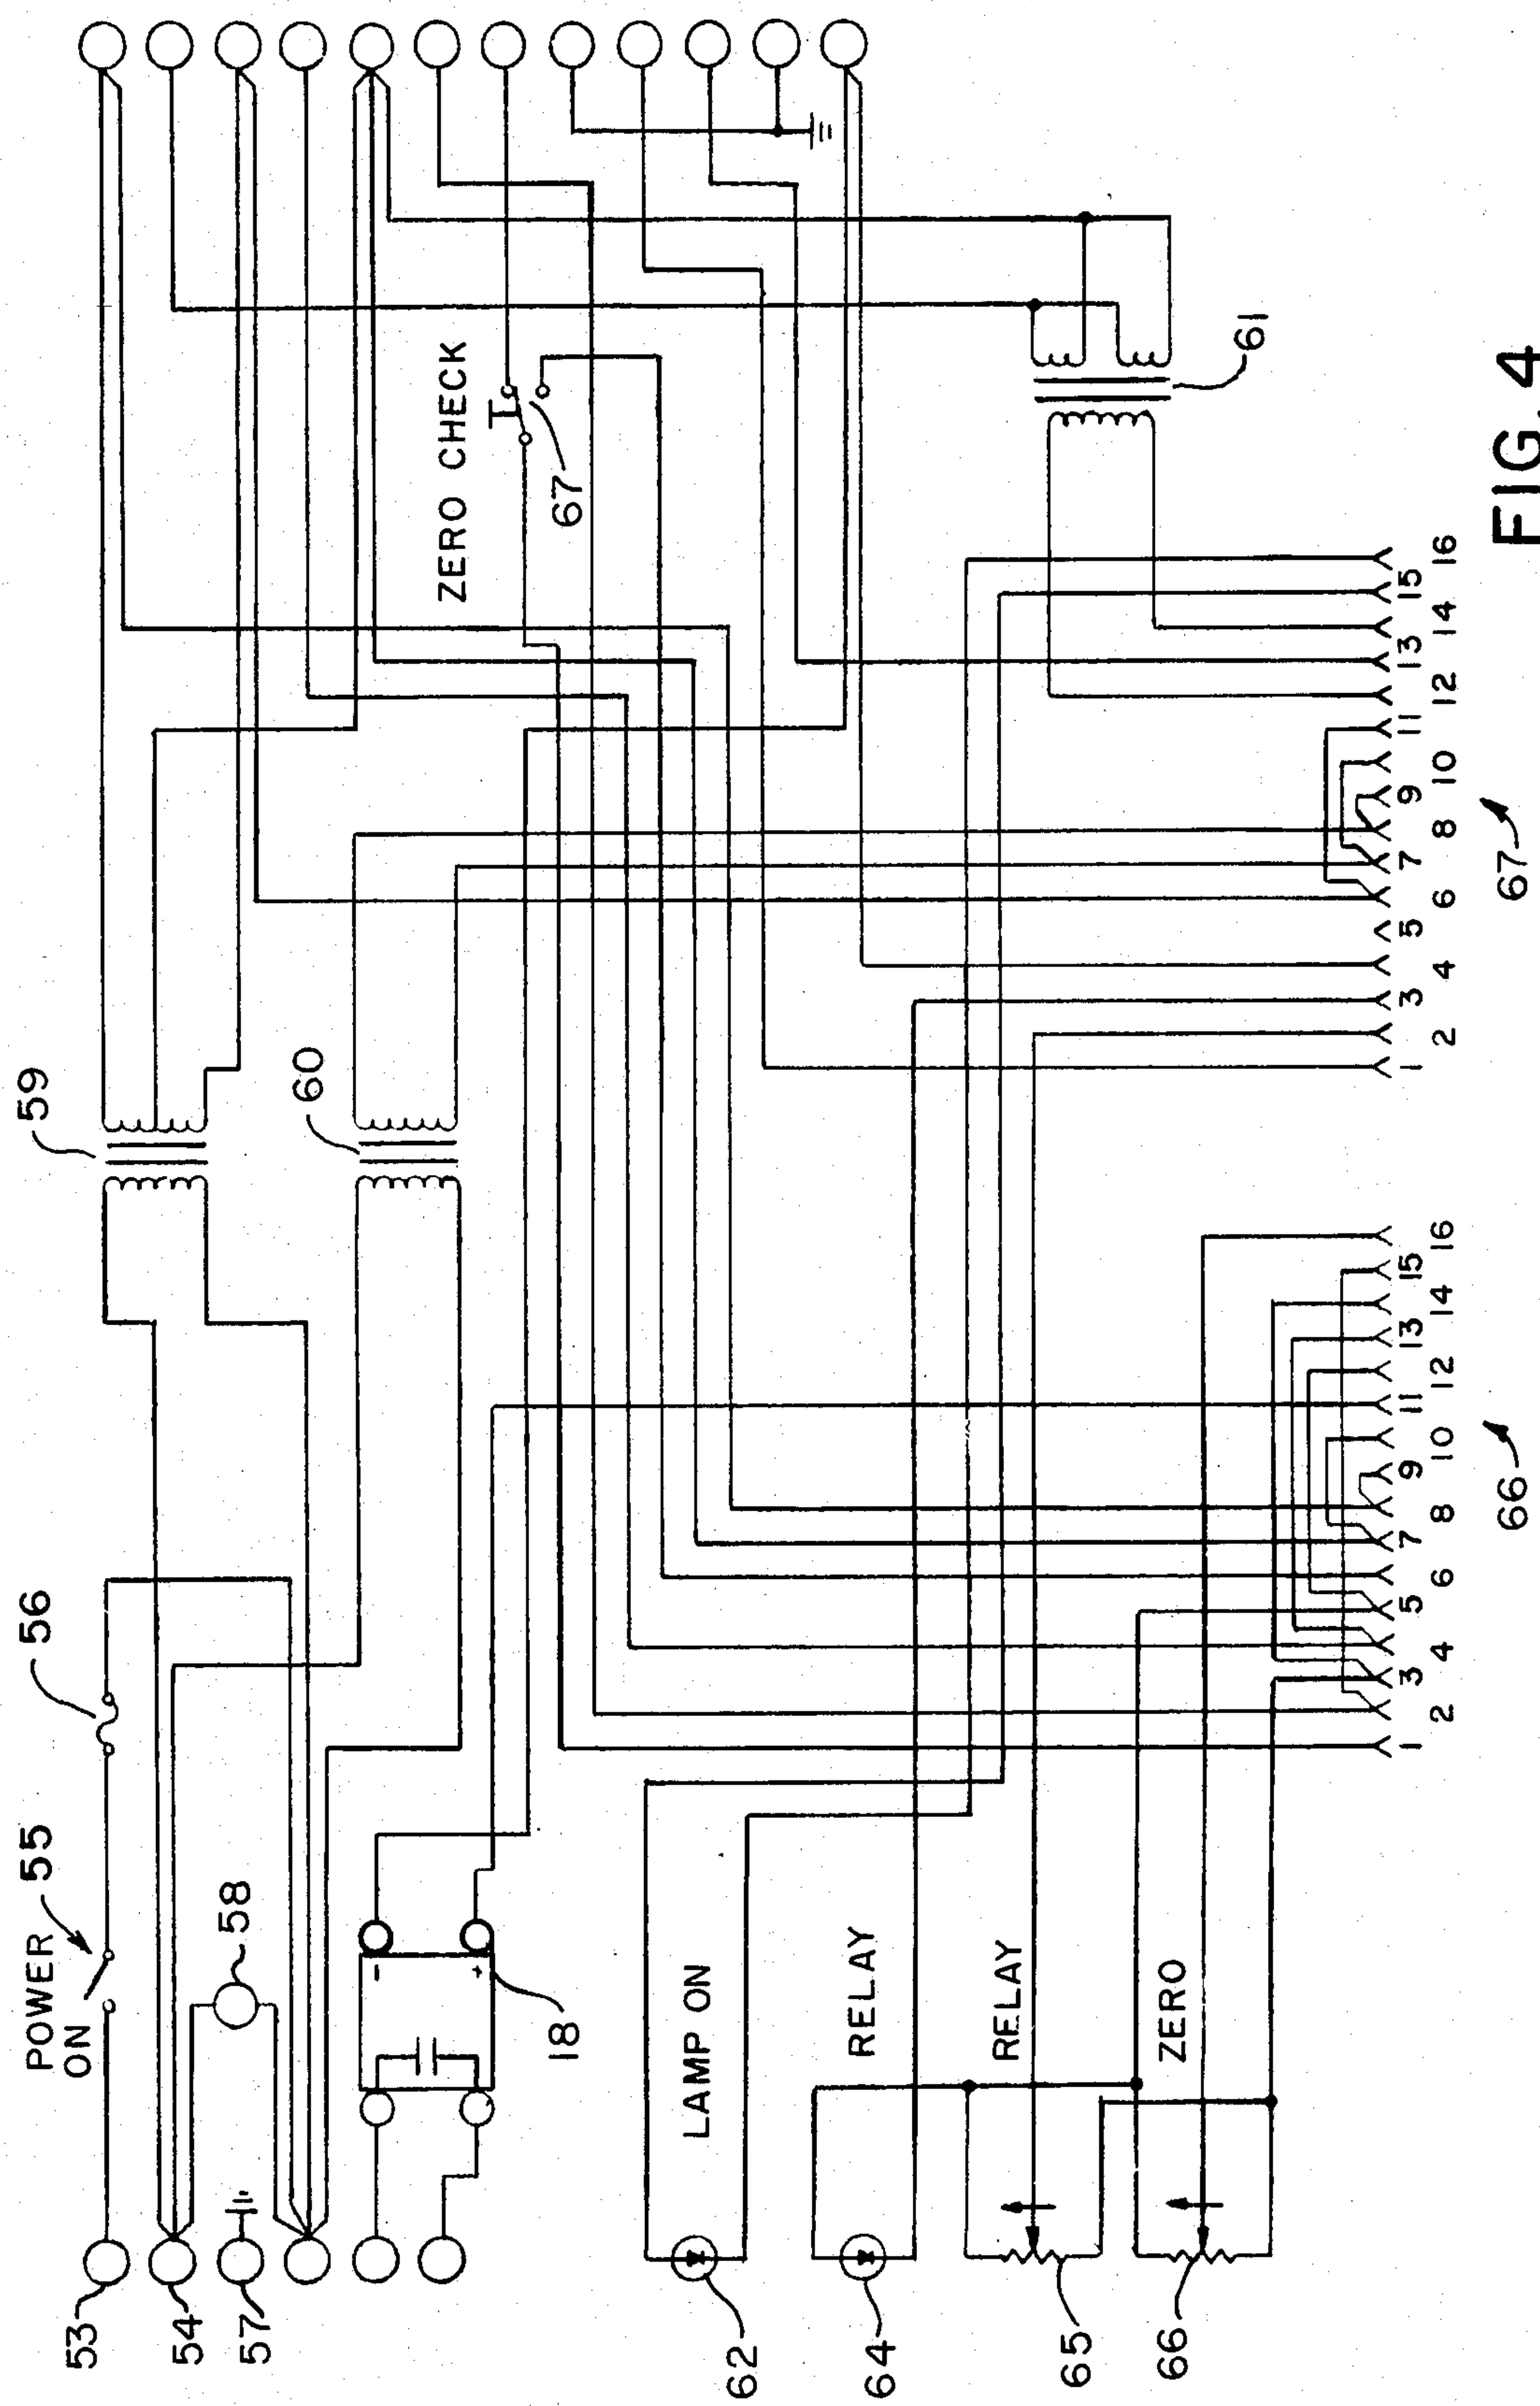 53
54
57
POWER
ON
55
56
58
59
60
-
+
18
ZERO CHECK
67
61
LAMP ON
62
RELAY
64
RELAY
65
ZERO
66
1 2 3 4 5 6 7 8 9 10 11 12 13 14 15 16
66
1 2 3 4 5 6 7 8 9 10 11 12 13 14 15 16
67
FIG. 4